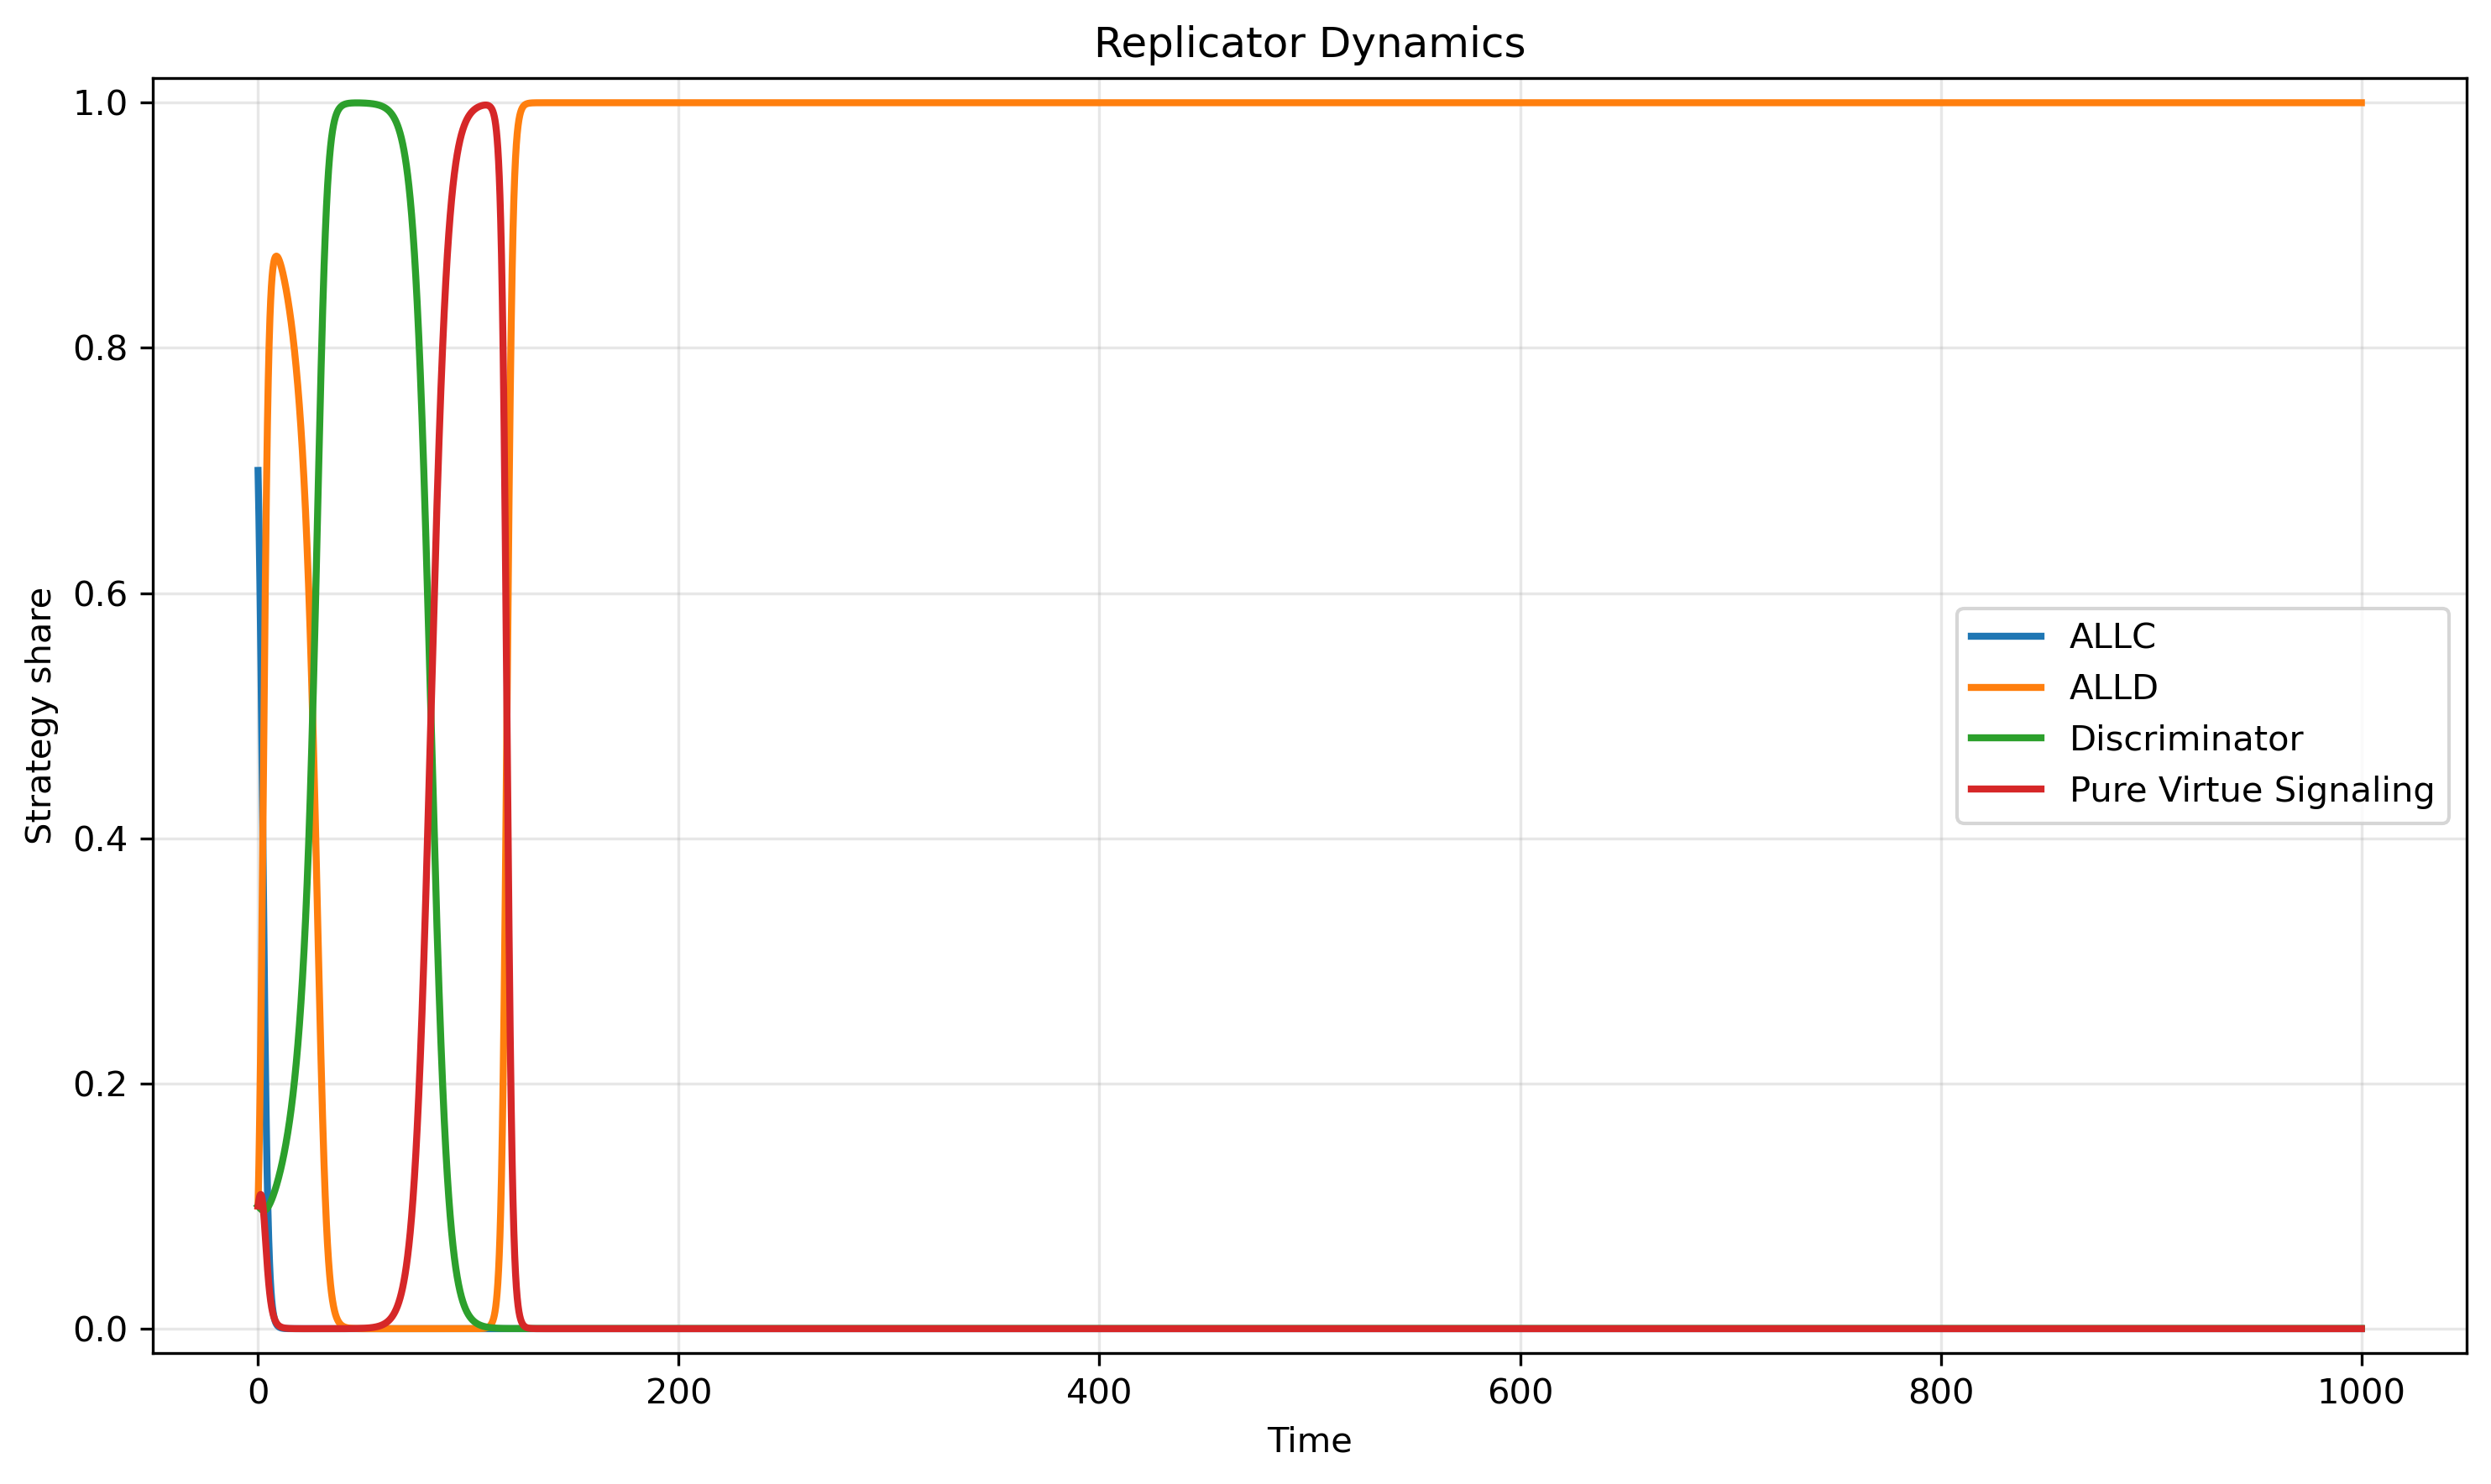 Replicator Dynamics
1.0
0.8
0.6
0.4
0.2
0.0
Strategy share
ALLC
ALLD
Discriminator
Pure Virtue Signaling
0
200
400
600
800
1000
Time